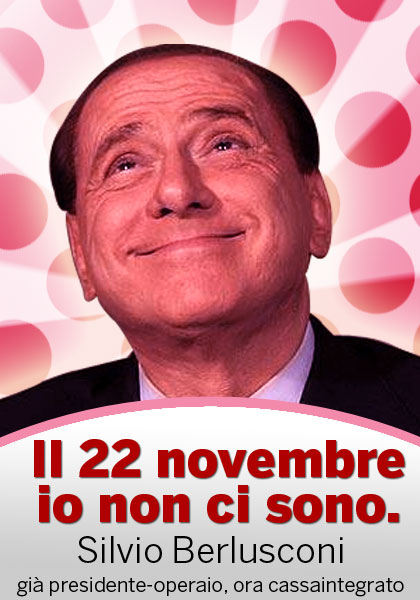 Il 22 novembre
io non ci sono.
Silvio Berlusconi
già presidente-operaio, ora cassaintegrato